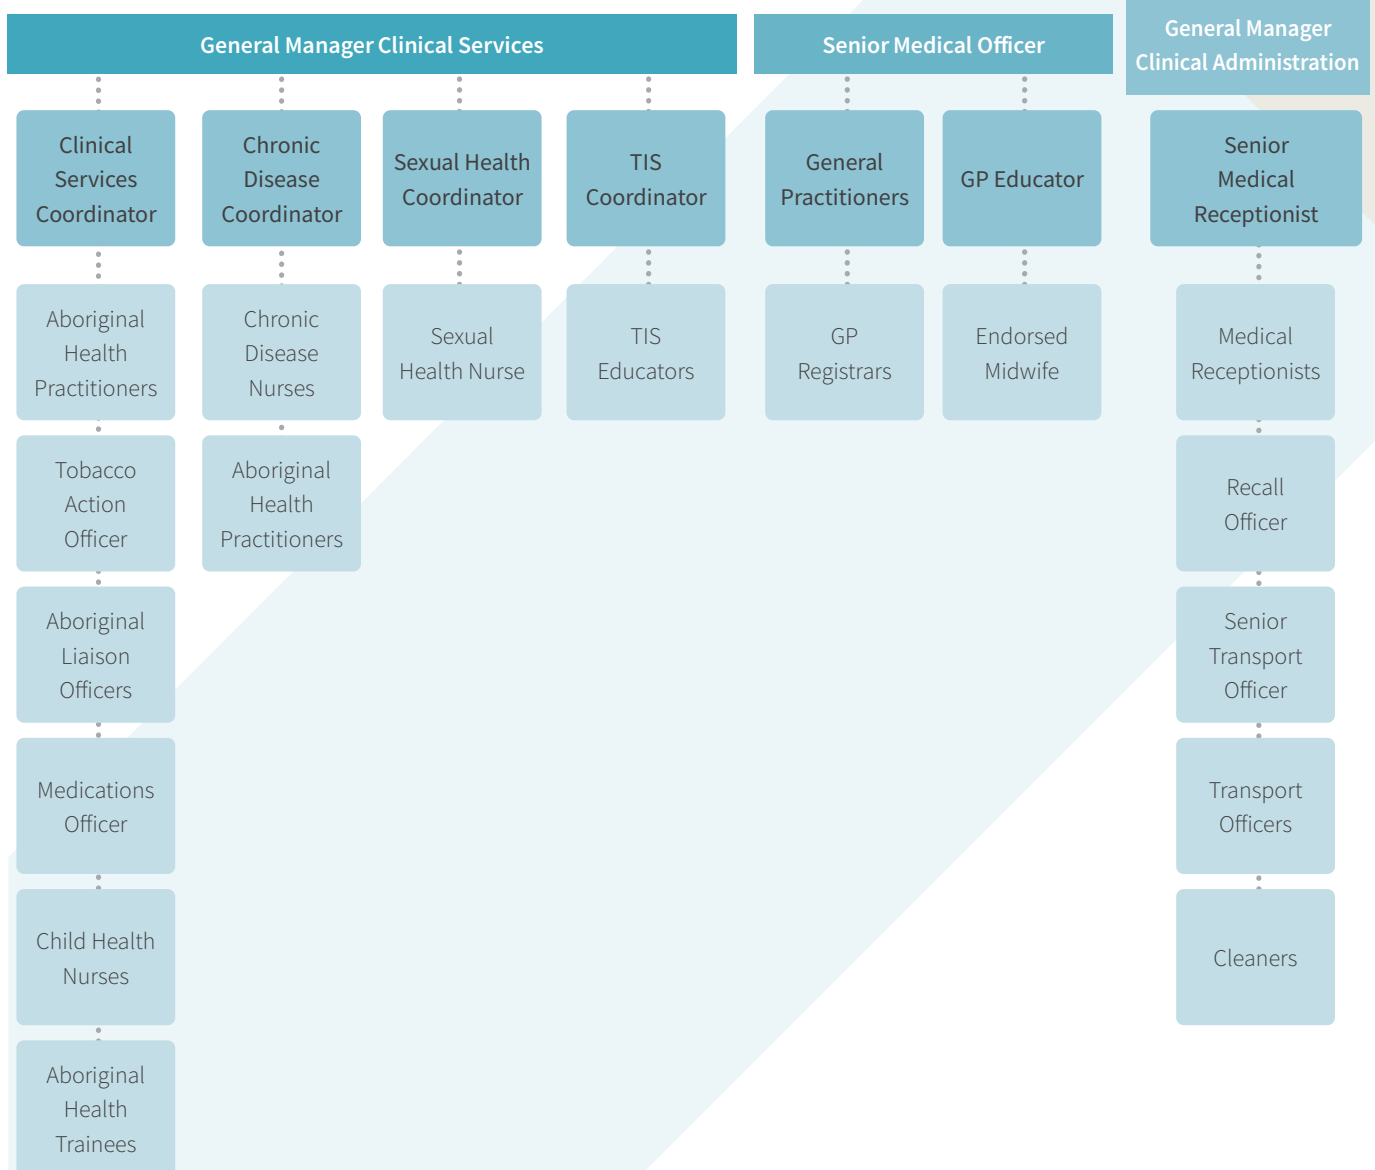 General Manager Clinical Services
Senior Medical Officer
General Manager
Clinical Administration
Clinical
Services
Coordinator
Chronic
Disease
Coordinator
Sexual Health
Coordinator
TIS
Coordinator
General
Practitioners
GP Educator
Senior
Medical
Receptionist
Aboriginal
Health
Practitioners
Chronic
Disease
Nurses
Sexual
Health Nurse
TIS
Educators
GP
Registrars
Endorsed
Midwife
Medical
Receptionists
Tobacco
Action
Officer
Aboriginal
Health
Practitioners
Recall
Officer
Aboriginal
Liaison
Officers
Senior
Transport
Officer
Medications
Officer
Transport
Officers
Child Health
Nurses
Cleaners
Aboriginal
Health
Trainees